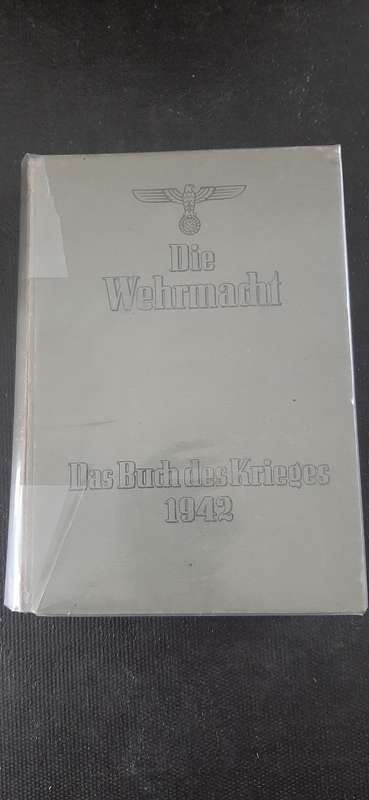 Die
Wehrmacht
Das Buch des Krieges
1942